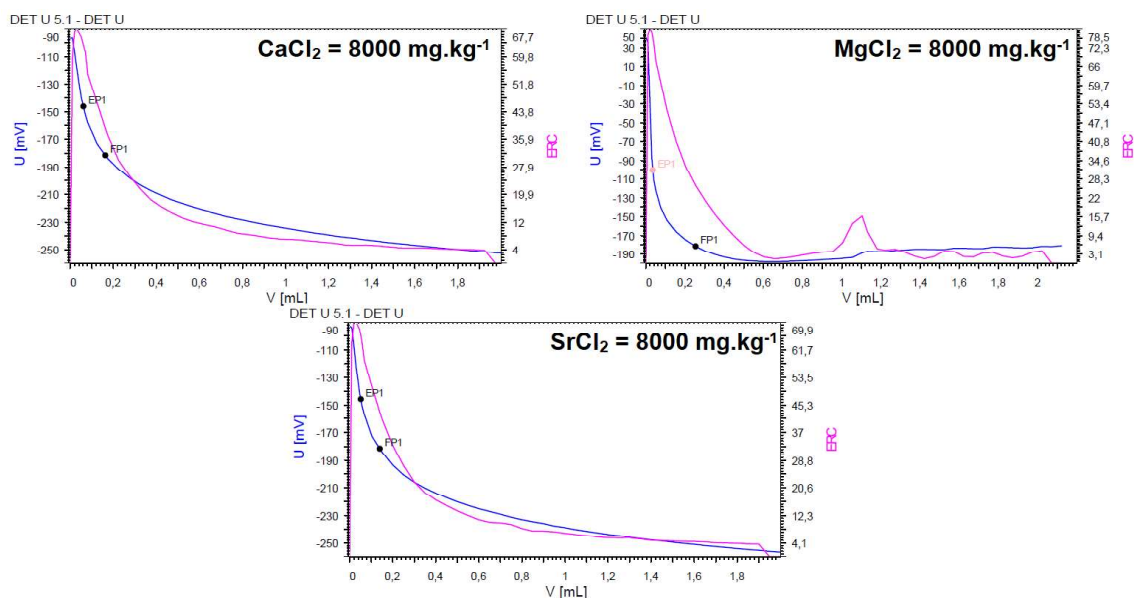 DET U 5.1 - DET U
CaCl₂ = 8000 mg.kg⁻¹
-90
-110
-130
-150
-170
-190
-210
-230
-250
U [mV]
EP1
FP1
67,7
59,8
51,7
43,8
35,9
27,9
19,9
12
4
ERC
0 0,2 0,4 0,6 0,8 1 1,2 1,4 1,6 1,8
V [mL]
DET U 5.1 - DET U
MgCl₂ = 8000 mg.kg⁻¹
50
30
10
-10
-30
-50
-70
-90
-110
-130
-150
-170
-190
U [mV]
EP1
FP1
78,5
72,3
66
59,7
53,4
47,1
40,8
34,6
28,3
22
15,7
9,4
3,1
ERC
0 0,2 0,4 0,6 0,8 1 1,2 1,4 1,6 1,8 2
V [mL]
DET U 5.1 - DET U
SrCl₂ = 8000 mg.kg⁻¹
-90
-110
-130
-150
-170
-190
-210
-230
-250
U [mV]
EP1
FP1
69,9
61,7
53,5
45,3
37
28,8
20,6
12,3
4,1
ERC
0 0,2 0,4 0,6 0,8 1 1,2 1,4 1,6 1,8
V [mL]